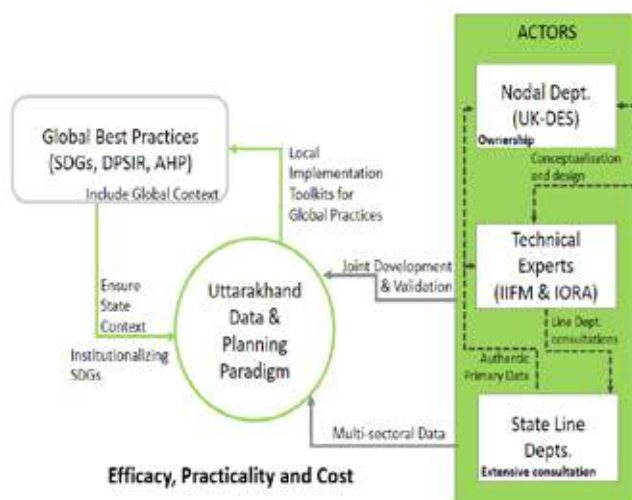 ACTORS
Nodal Dept.
(UK-DES)
Ownership
Conceptualization
and design
Global Best Practices
(SDGs, DPSIR, AHP)
Include Global Context
Local
Implementation
Toolkits for
Global Practices
Technical
Experts
(IIFM & IORA)
Joint Development
& Validation
Uttarakhand
Data &
Planning
Paradigm
Ensure
State
Context
Institutionalizing
SDGs
Line Dept.
consultations
Authentic
Primary Data
Multi-sectoral Data
State Line
Depts.
Extensive consultation
Efficacy, Practicality and Cost